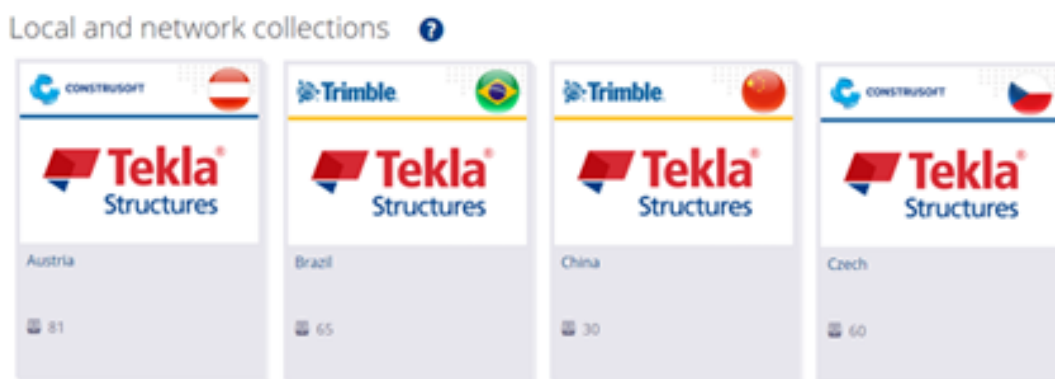 Local and network collections ?
CONSTRUSOFT
Tekla®
Structures
Austria
81
Trimble.
Tekla®
Structures
Brazil
65
Trimble.
Tekla®
Structures
China
30
CONSTRUSOFT
Tekla®
Structures
Czech
60